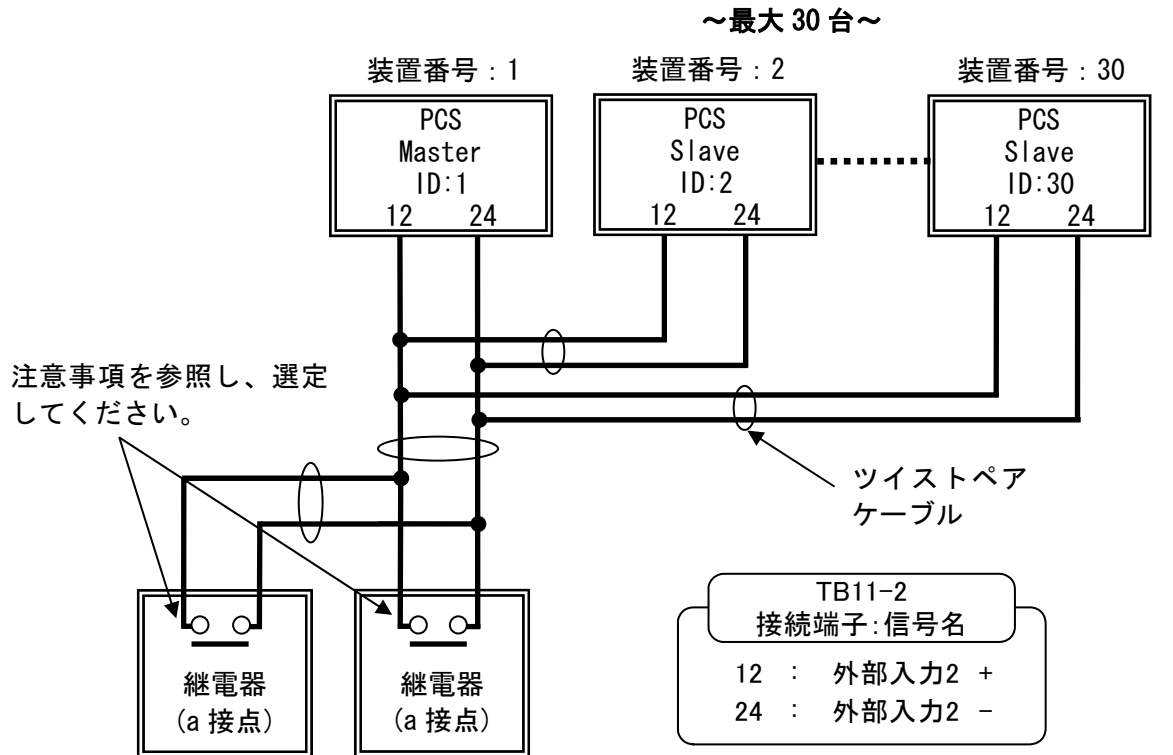 ～最大 30 台～
装置番号：1
装置番号：2
装置番号：30
PCS
Master
ID:1
12 24
PCS
Slave
ID:2
12 24
PCS
Slave
ID:30
12 24
注意事項を参照し、選定
してください。
ツイストペア
ケーブル
継電器
(a 接点)
継電器
(a 接点)
TB11-2
接続端子:信号名
12 : 外部入力2 +
24 : 外部入力2 -